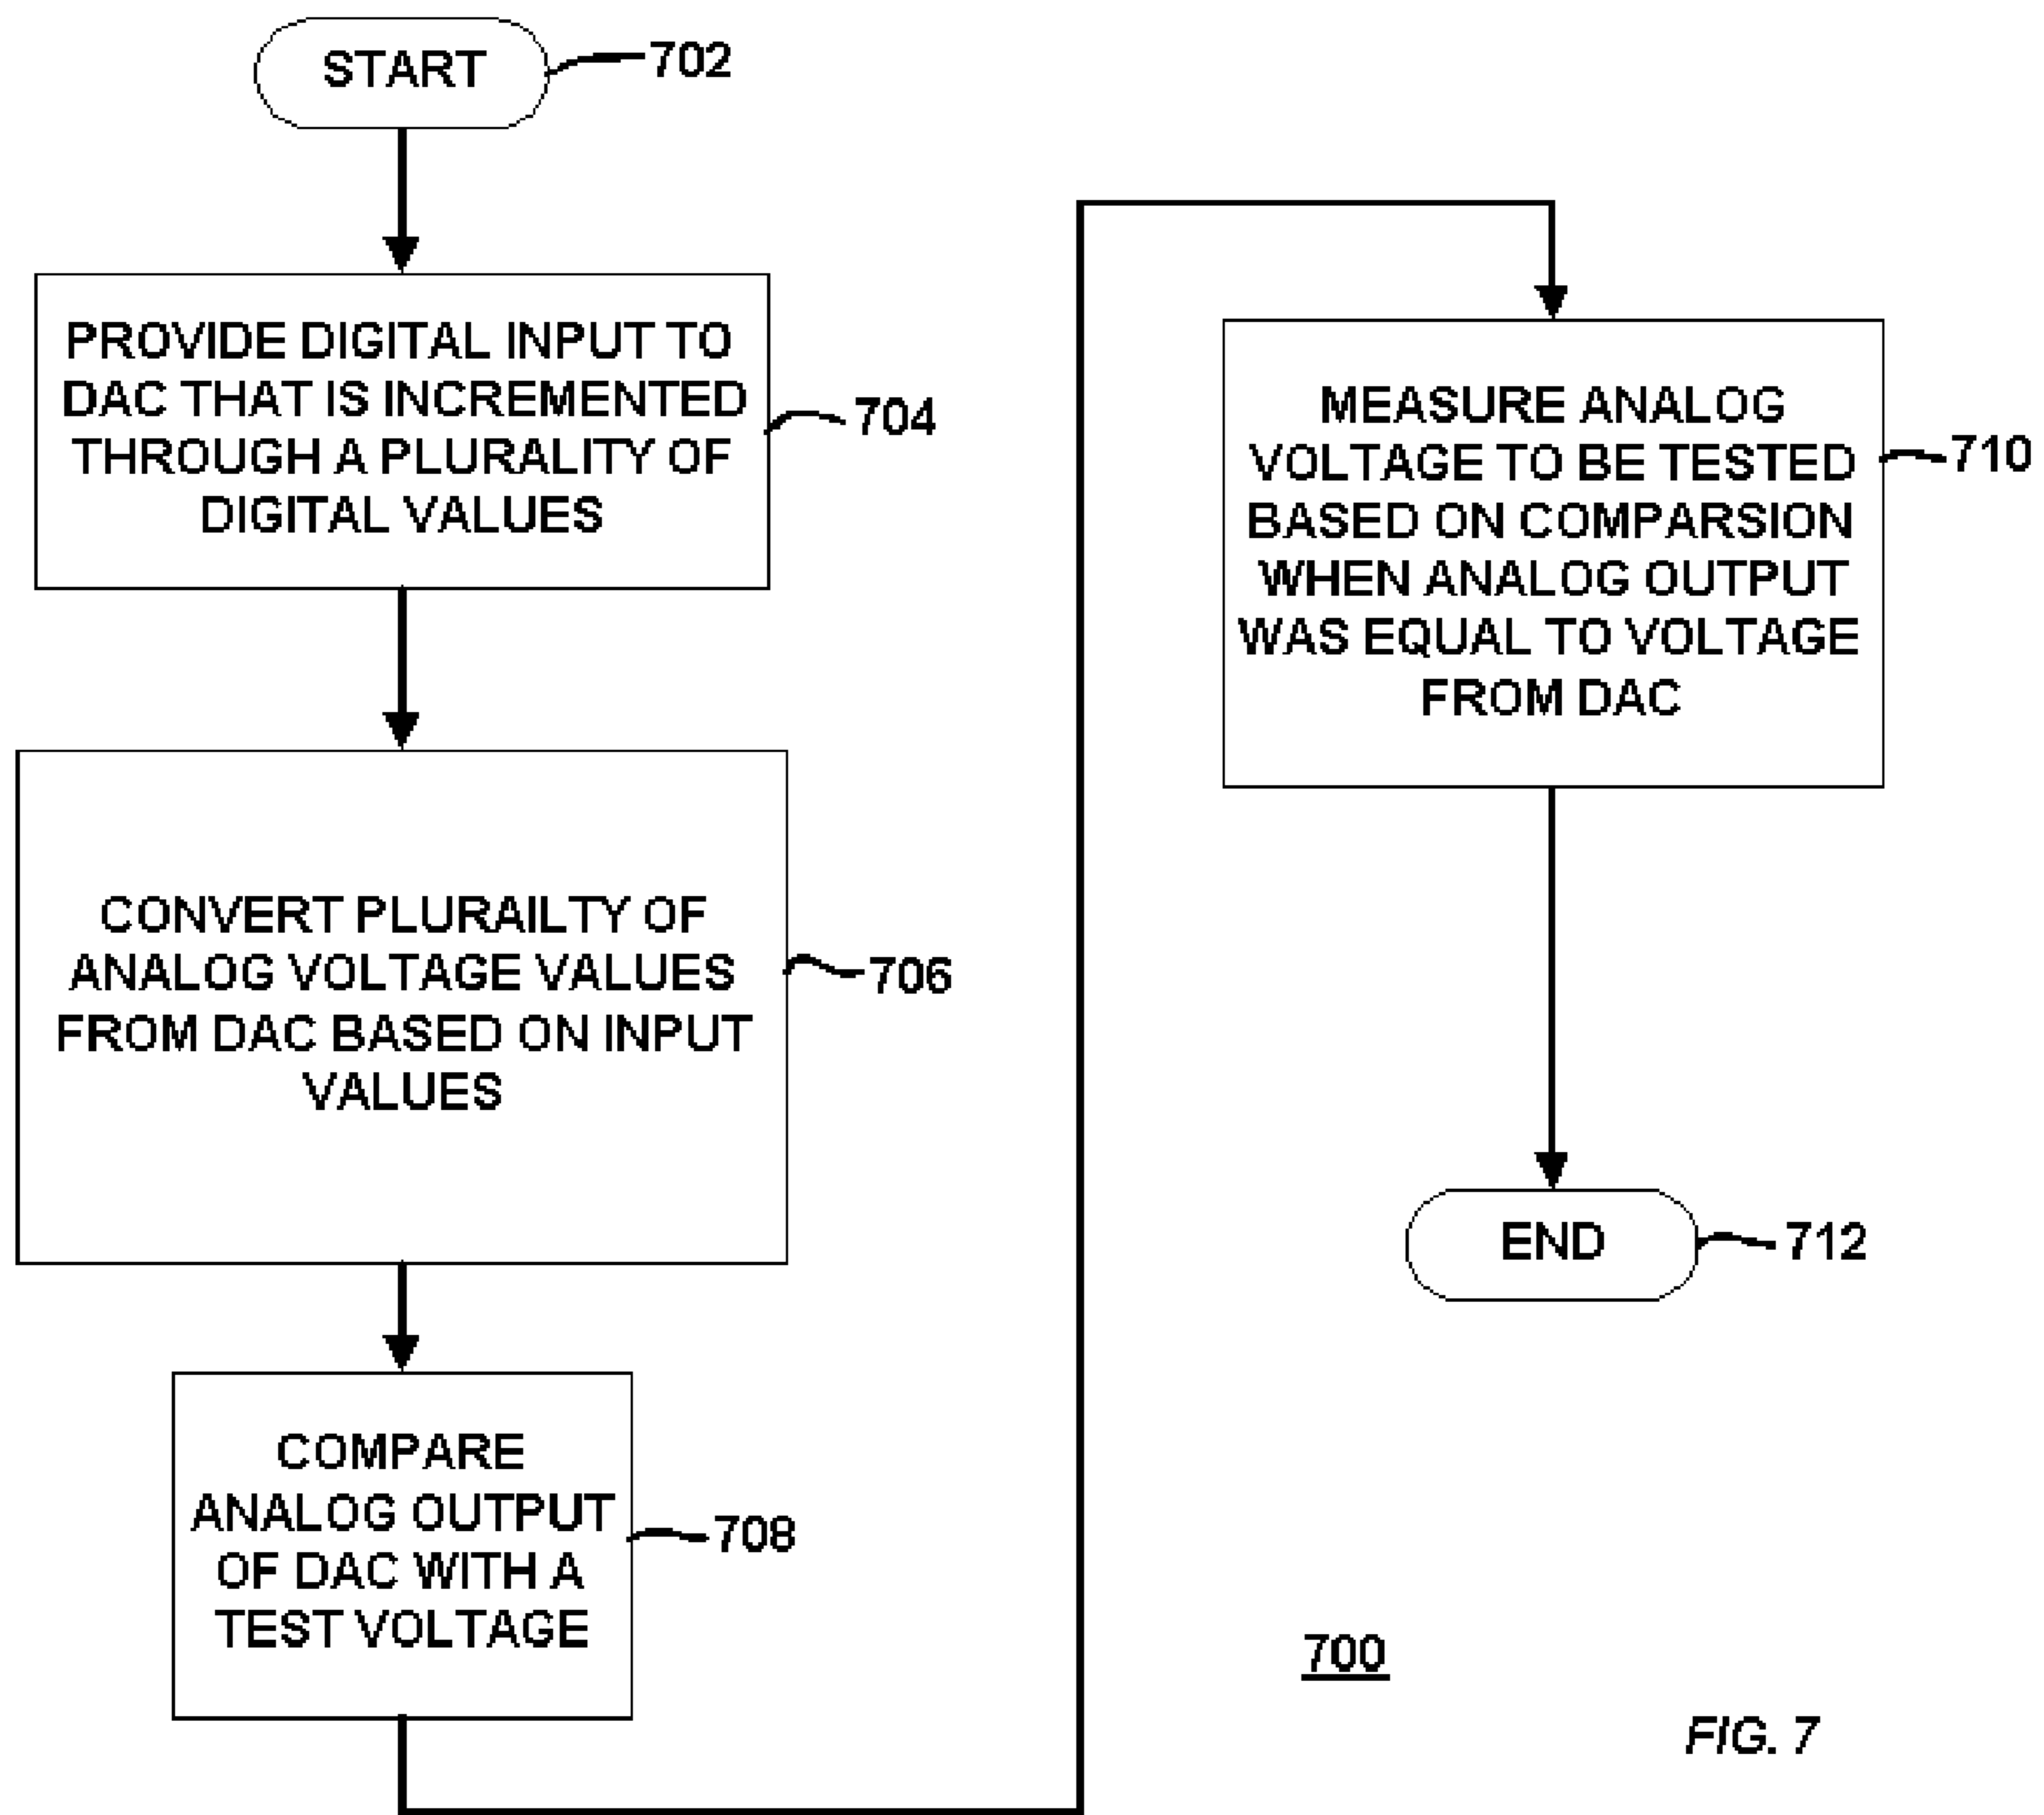 START
702
PROVIDE DIGITAL INPUT TO
DAC THAT IS INCREMENTED
THROUGH A PLURALITY OF
DIGITAL VALUES
704
CONVERT PLURAILTY OF
ANALOG VOLTAGE VALUES
FROM DAC BASED ON INPUT
VALUES
706
COMPARE
ANALOG OUTPUT
OF DAC WITH A
TEST VOLTAGE
708
MEASURE ANALOG
VOLTAGE TO BE TESTED
BASED ON COMPARSION
WHEN ANALOG OUTPUT
WAS EQUAL TO VOLTAGE
FROM DAC
710
END
712
700
FIG. 7